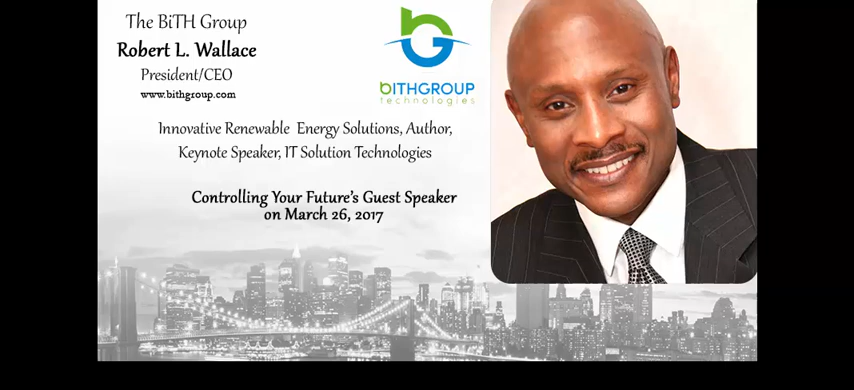 The BiTH Group
Robert L. Wallace
President/CEO
www.bithgroup.com
bITHGROUP
technologies
Innovative Renewable Energy Solutions, Author,
Keynote Speaker, IT Solution Technologies
Controlling Your Future's Guest Speaker
on March 26, 2017